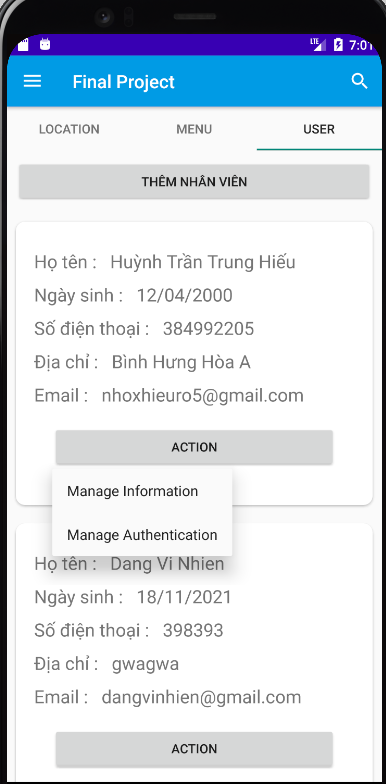 LTE 7:01
Final Project
LOCATION MENU USER
THÊM NHÂN VIÊN
Họ tên : Huỳnh Trần Trung Hiếu
Ngày sinh : 12/04/2000
Số điện thoại : 384992205
Địa chỉ : Bình Hưng Hòa A
Email : nhoxhieuro5@gmail.com
ACTION
Manage Information
Manage Authentication
Họ tên : Dang Vi Nhien
Ngày sinh : 18/11/2021
Số điện thoại : 398393
Địa chỉ : gwagwa
Email : dangvinhien@gmail.com
ACTION